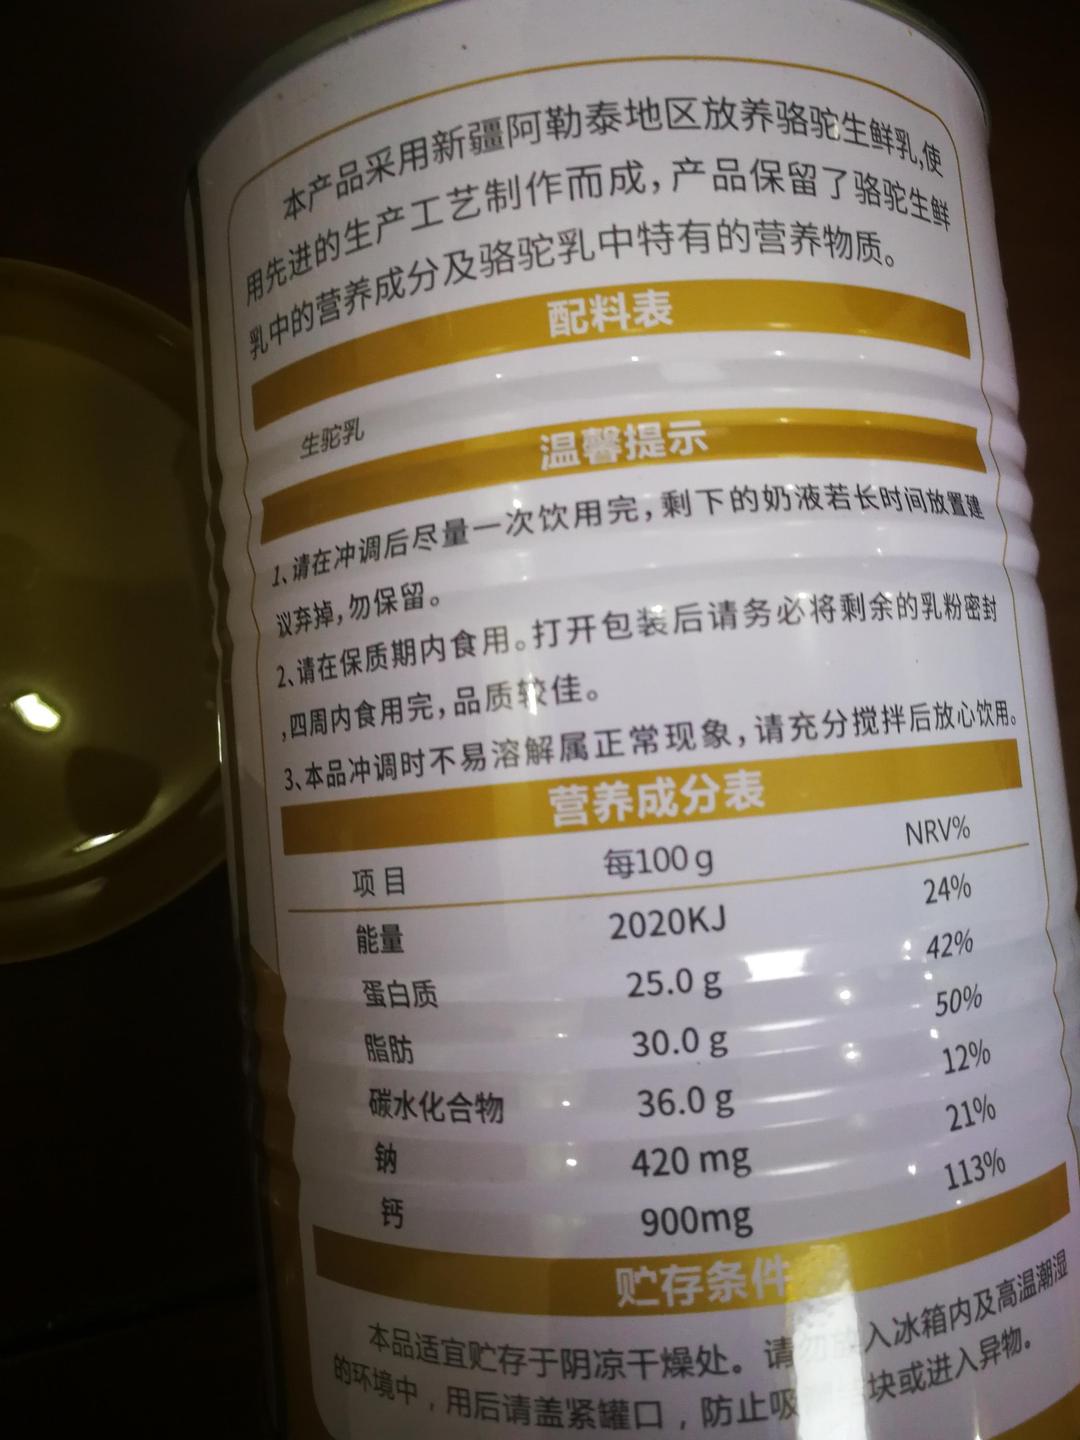 本产品采用新疆阿勒泰地区放养骆驼生鲜乳,使
用先进的生产工艺制作而成，产品保留了骆驼生鲜
乳中的营养成分及骆驼乳中特有的营养物质。
配料表
生驼乳
温馨提示
1、请在冲调后尽量一次饮用完，剩下的奶液若长时间放置建
议弃掉，勿保留。
2、请在保质期内食用。打开包装后请务必将剩余的乳粉密封
,四周内食用完，品质较佳。
3、本品冲调时不易溶解属正常现象，请充分搅拌后放心饮用。
营养成分表
项目 每100g NRV%
能量 2020KJ 24%
蛋白质 25.0 g 42%
脂肪 30.0 g 50%
碳水化合物 36.0 g 12%
钠 420 mg 21%
钙 900mg 113%
贮存条件
本品适宜贮存于阴凉干燥处。请勿放入冰箱内及高温潮湿
的环境中，用后请盖紧罐口，防止吸 块或进入异物。